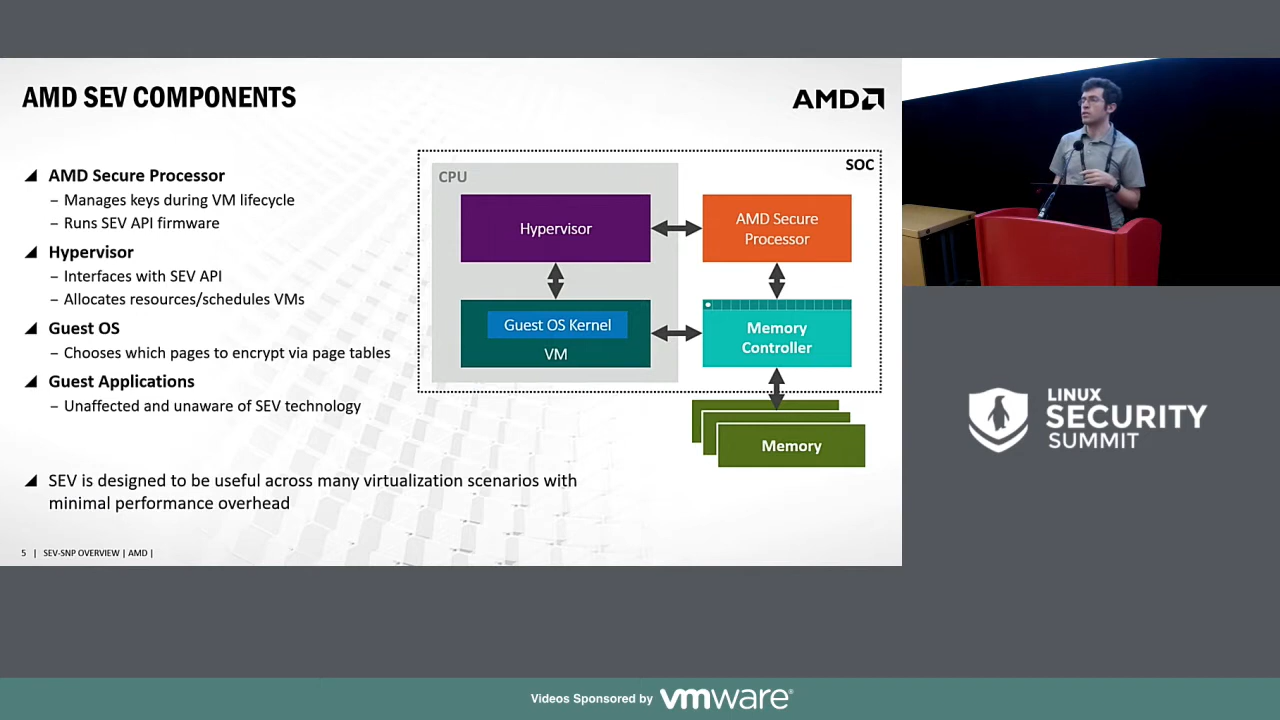 AMD SEV COMPONENTS
AMD
AMD Secure Processor
– Manages keys during VM lifecycle
– Runs SEV API firmware
Hypervisor
– Interfaces with SEV API
– Allocates resources/schedules VMs
Guest OS
– Chooses which pages to encrypt via page tables
Guest Applications
– Unaffected and unaware of SEV technology
SEV is designed to be useful across many virtualization scenarios with
minimal performance overhead
SOC
CPU
Hypervisor
AMD Secure
Processor
Guest OS Kernel
VM
Memory
Controller
Memory
5 | SEV-SNP OVERVIEW | AMD |
LINUX
SECURITY
SUMMIT
Videos Sponsored by vmware®